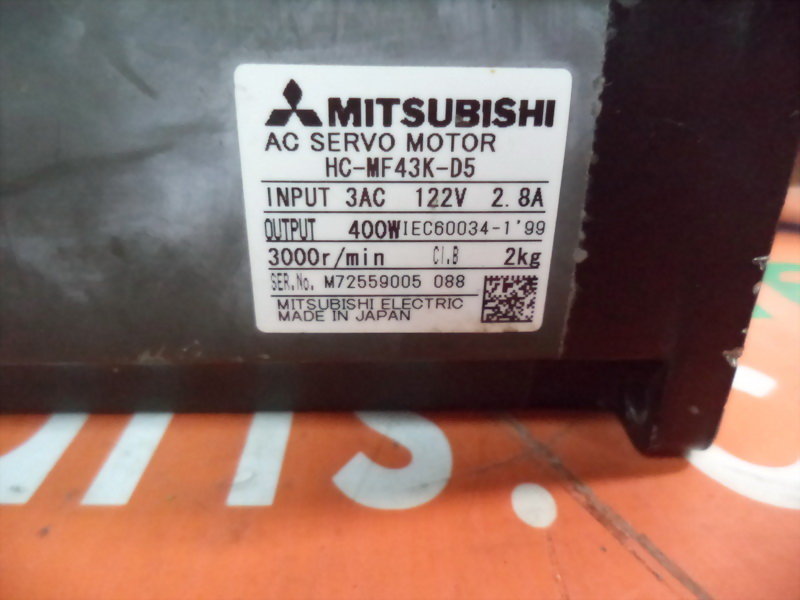 MITSUBISHI
AC SERVO MOTOR
HC-MF43K-D5
INPUT 3AC 122V 2.8A
OUTPUT 400W IEC60034-1'99
3000r/min CI.B 2kg
SER.No. M72559005 088
MITSUBISHI ELECTRIC
MADE IN JAPAN